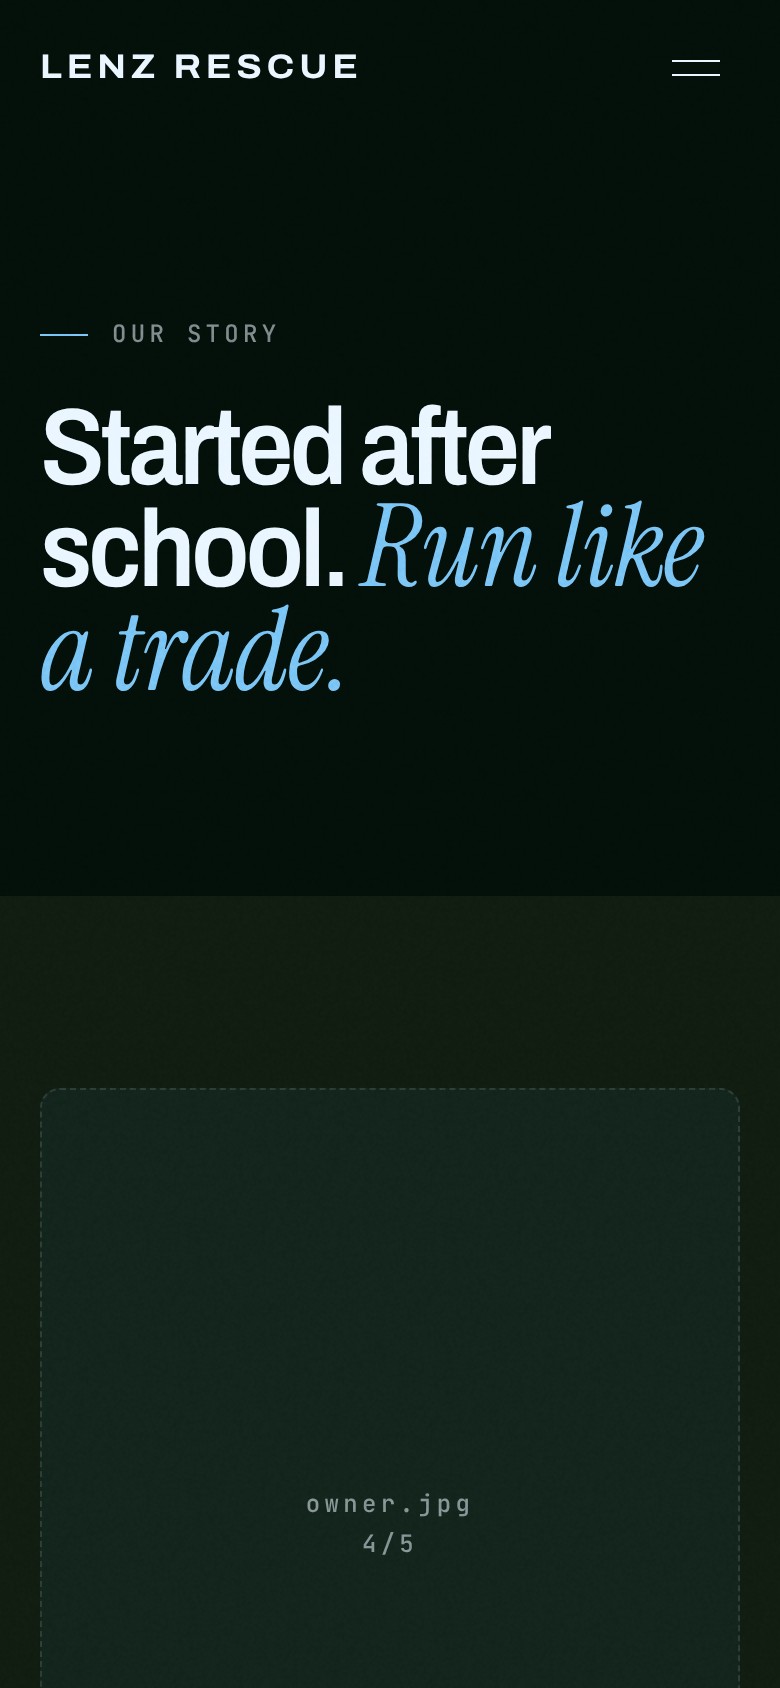 LENZ RESCUE
OUR STORY
Started after
school. Run like
a trade.
owner.jpg
4/5